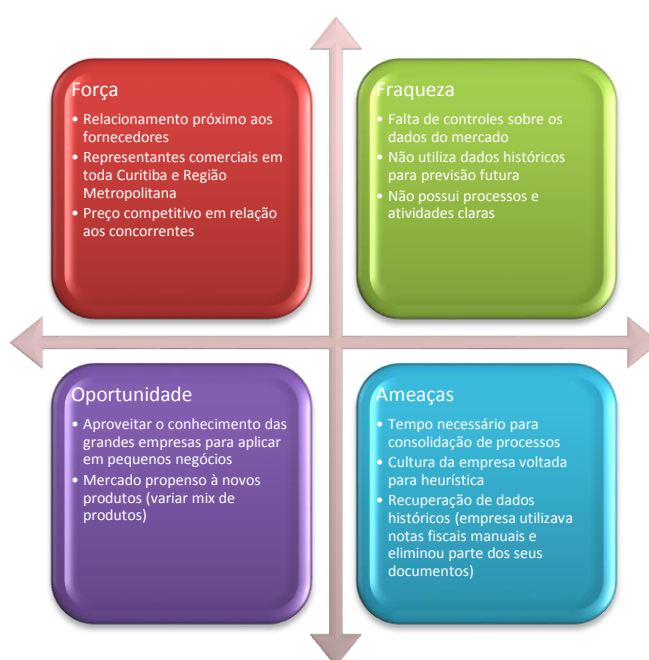 Força
• Relacionamento próximo aos
fornecedores
• Representantes comerciais em
toda Curitiba e Região
Metropolitana
• Preço competitivo em relação
aos concorrentes
Fraqueza
• Falta de controles sobre os
dados do mercado
• Não utiliza dados históricos
para previsão futura
• Não possui processos e
atividades claras
Oportunidade
• Aproveitar o conhecimento das
grandes empresas para aplicar
em pequenos negócios
• Mercado propenso à novos
produtos (variar mix de
produtos)
Ameaças
• Tempo necessário para
consolidação de processos
• Cultura da empresa voltada
para heurística
• Recuperação de dados
históricos (empresa utilizava
notas fiscais manuais e
eliminou parte dos seus
documentos)